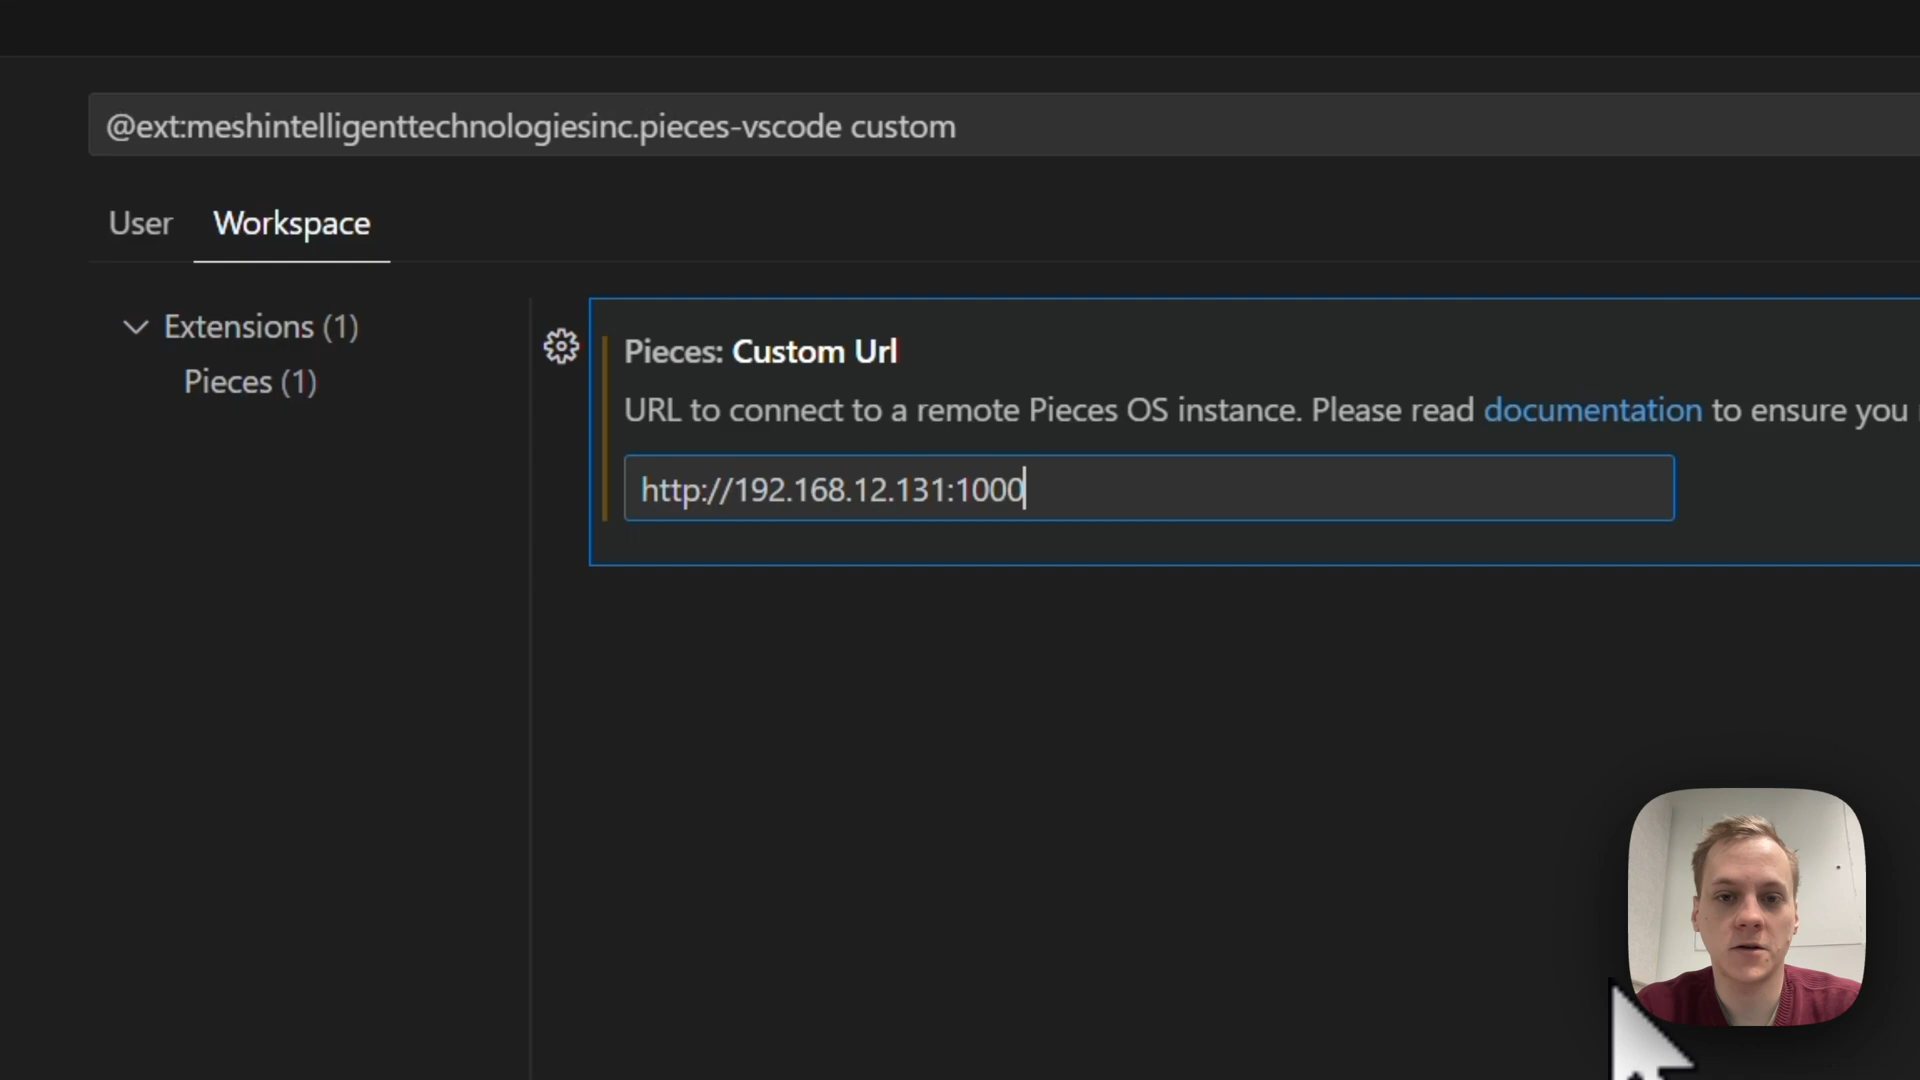 @ext:meshintelligenttechnologiesinc.pieces-vscode custom
User Workspace
Extensions (1)
Pieces (1)
Pieces: Custom Url
URL to connect to a remote Pieces OS instance. Please read documentation to ensure you
http://192.168.12.131:1000